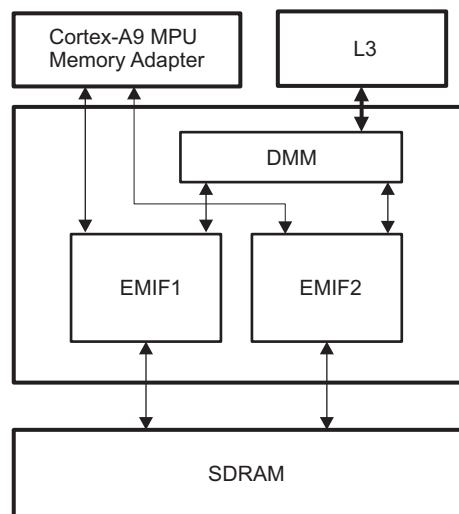 Cortex-A9 MPU
Memory Adapter
L3
DMM
EMIF1
EMIF2
SDRAM